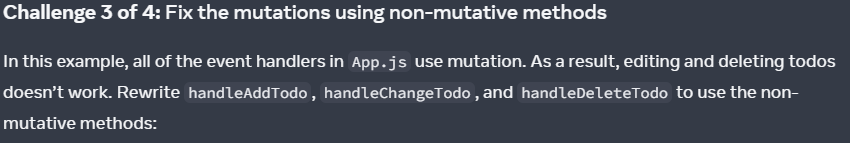 Challenge 3 of 4: Fix the mutations using non-mutative methods
In this example, all of the event handlers in App.js use mutation. As a result, editing and deleting todos
doesn’t work. Rewrite handleAddTodo, handleChangeTodo, and handleDeleteTodo to use the non-
mutative methods: